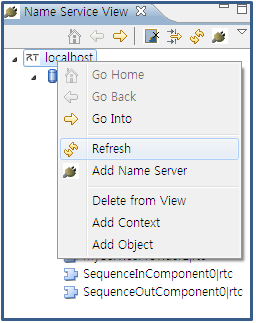 Name Service View
RT localhost
Go Home
Go Back
Go Into
Refresh
Add Name Server
Delete from View
Add Context
Add Object
SequenceInComponent0|rtc
SequenceOutComponent0|rtc